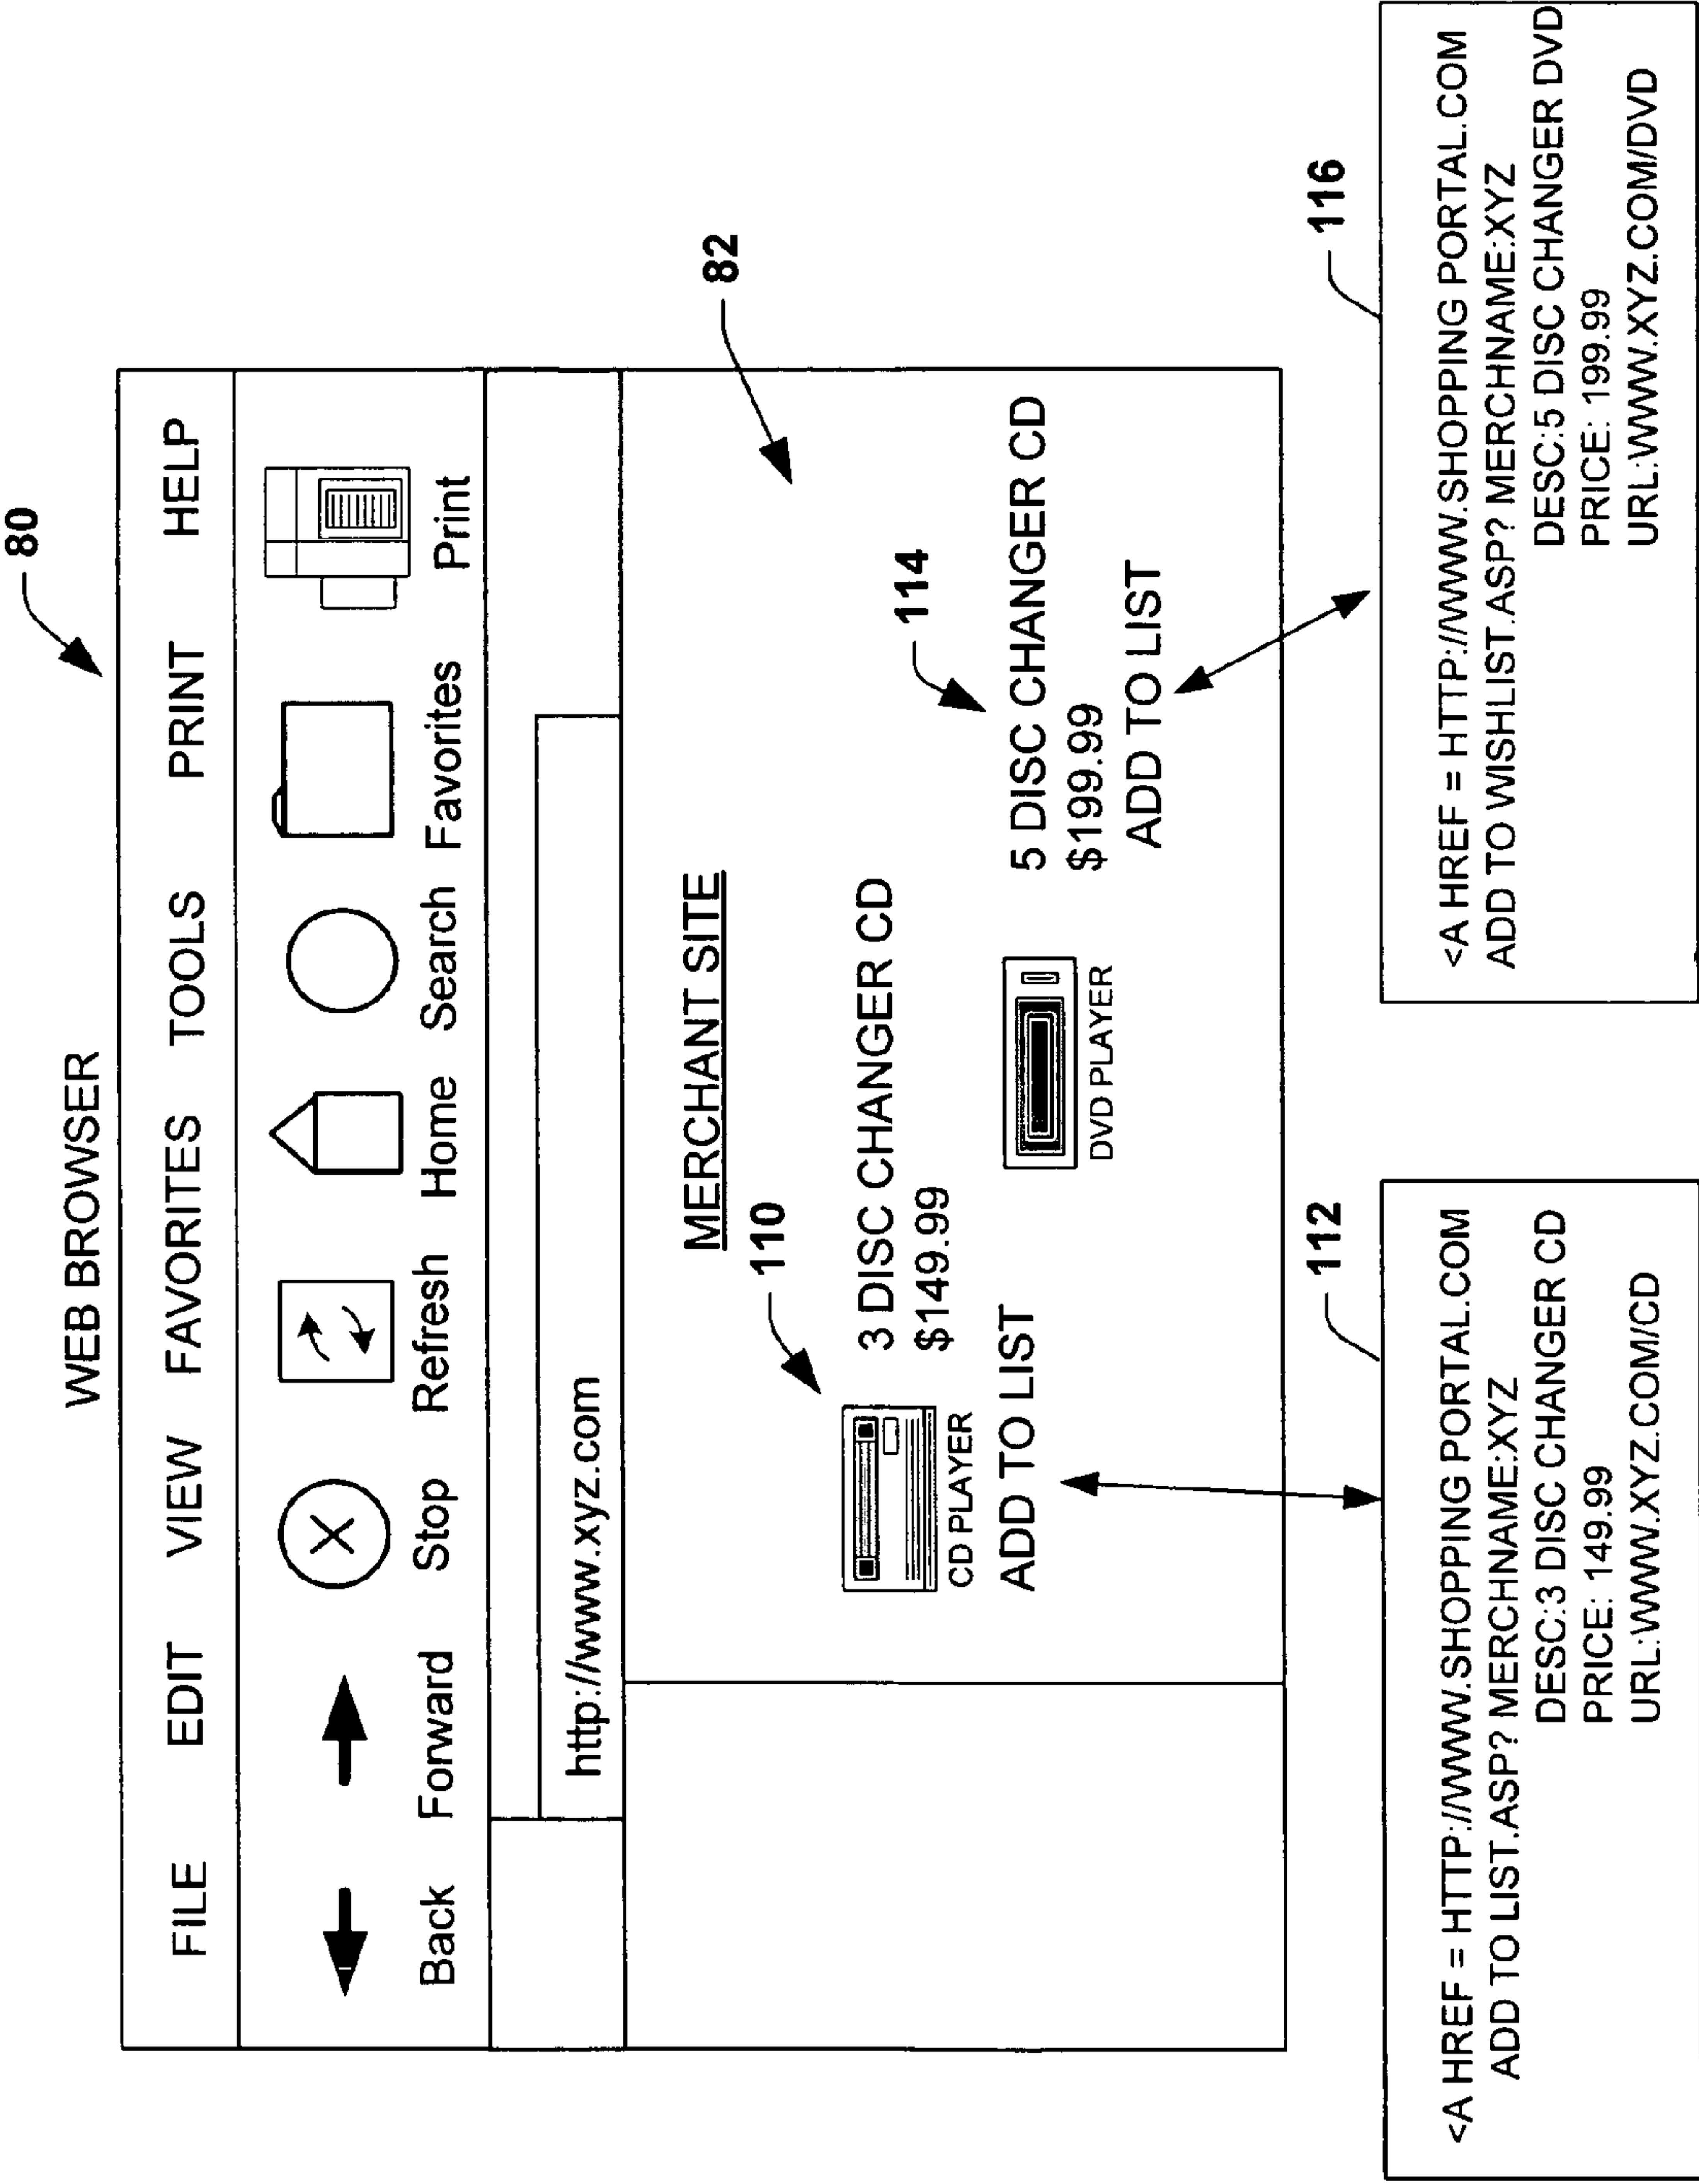 80
WEB BROWSER
FILE EDIT VIEW FAVORITES TOOLS PRINT HELP
Back Forward Stop Refresh Home Search Favorites Print
http://www.xyz.com
82
MERCHANT SITE
110
3 DISC CHANGER CD
$149.99
CD PLAYER
ADD TO LIST
114
5 DISC CHANGER CD
$199.99
DVD PLAYER
ADD TO LIST
112
<A HREF = HTTP://WWW.SHOPPING PORTAL.COM
ADD TO LIST.ASP? MERCHNAME:XYZ
DESC:3 DISC CHANGER CD
PRICE: 149.99
URL:WWW.XYZ.COM/CD
116
<A HREF = HTTP://WWW.SHOPPING PORTAL.COM
ADD TO WISHLIST.ASP? MERCHNAME:XYZ
DESC:5 DISC CHANGER DVD
PRICE: 199.99
URL:WWW.XYZ.COM/DVD